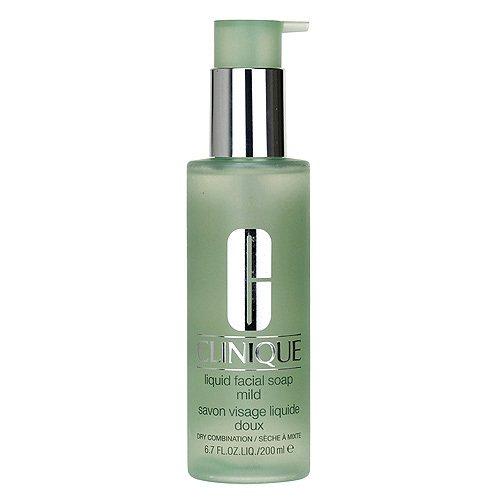 C
CLINIQUE
liquid facial soap
mild
savon visage liquide
doux
DRY COMBINATION / SÈCHE À MIXTE
6.7 FL.OZ.LIQ./200 ml ℮